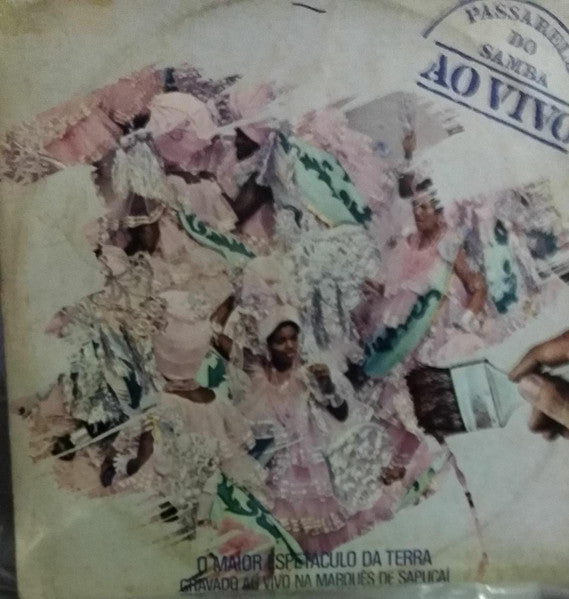 PASSARELA
DO
SAMBA
AO VIVO
O MAIOR ESPETÁCULO DA TERRA
GRAVADO AO VIVO NA MARQUÊS DE SAPUCAÍ